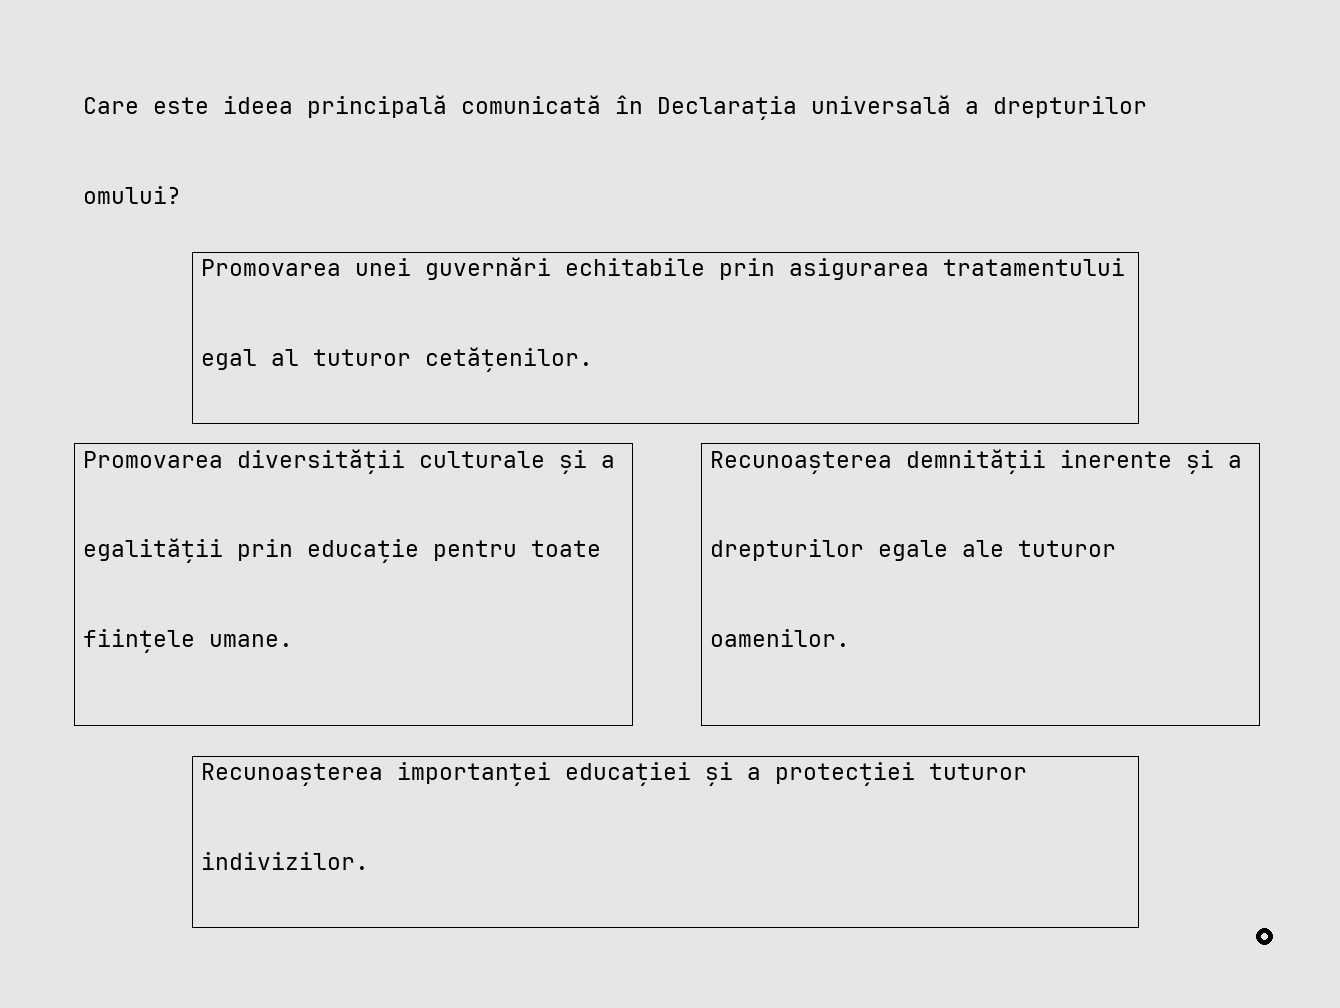 Care este ideea principală comunicată în Declarația universală a drepturilor
omului?
Promovarea unei guvernări echitabile prin asigurarea tratamentului
egal al tuturor cetățenilor.
Promovarea diversității culturale și a
egalității prin educație pentru toate
ființele umane.
Recunoașterea demnității inerente și a
drepturilor egale ale tuturor
oamenilor.
Recunoașterea importanței educației și a protecției tuturor
indivizilor.